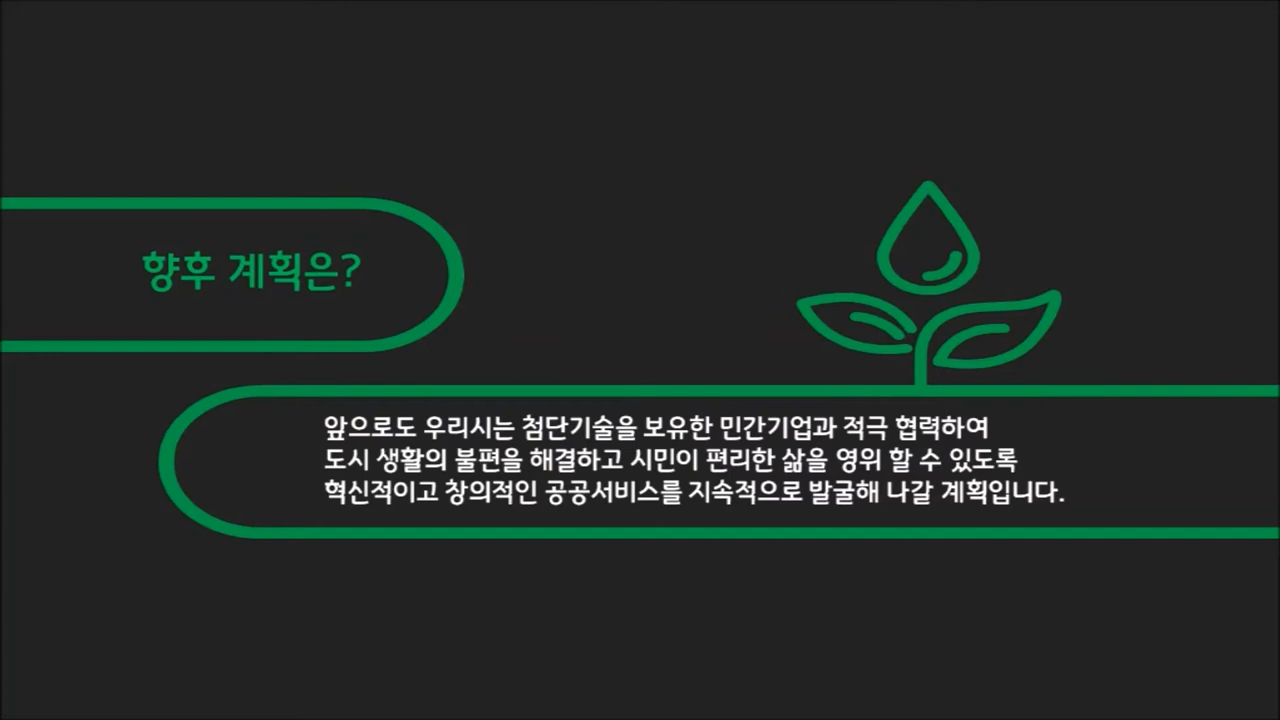 향후 계획은?
앞으로도 우리시는 첨단기술을 보유한 민간기업과 적극 협력하여
도시 생활의 불편을 해결하고 시민이 편리한 삶을 영위 할 수 있도록
혁신적이고 창의적인 공공서비스를 지속적으로 발굴해 나갈 계획입니다.